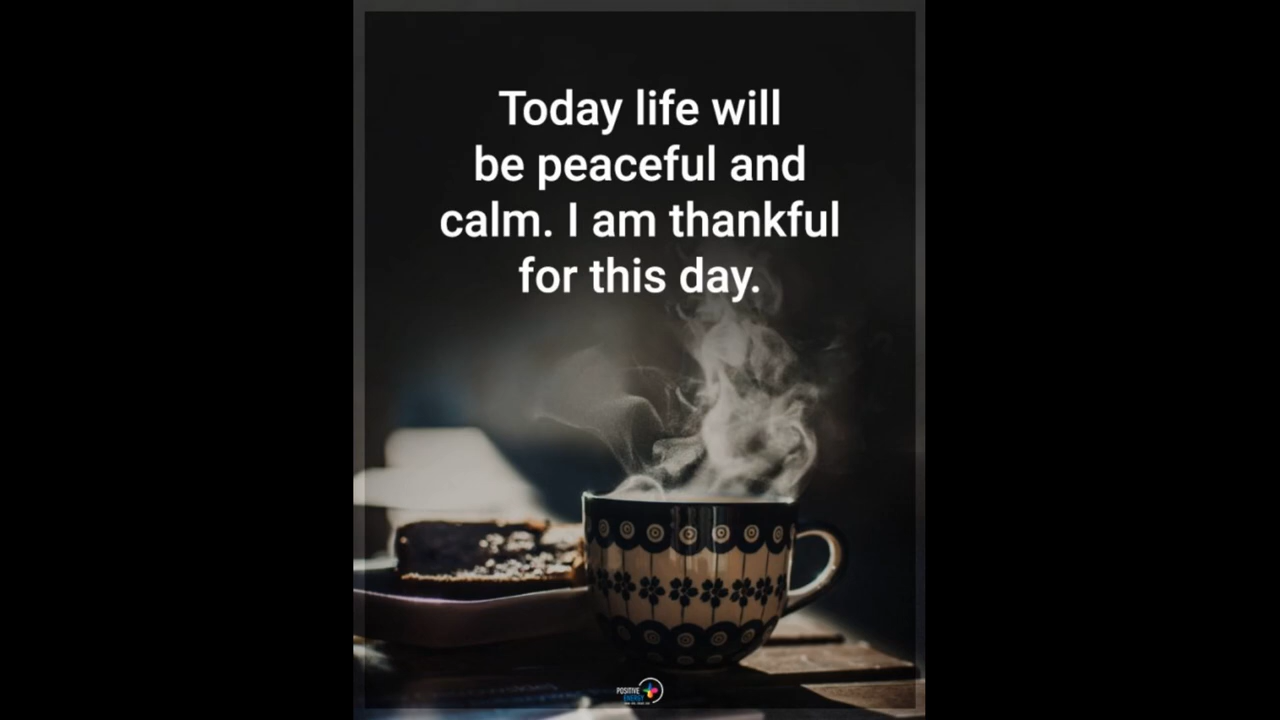 Today life will
be peaceful and
calm. I am thankful
for this day.
POSITIVE
ENERGY